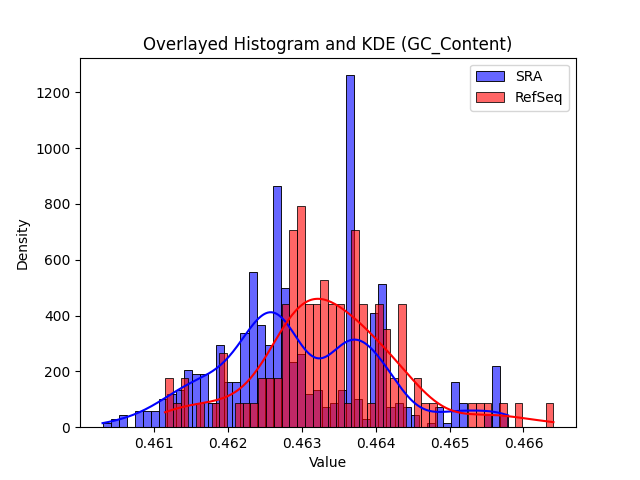 Overlayed Histogram and KDE (GC_Content)
SRA
RefSeq
1200
1000
800
600
400
200
0
Density
0.461 0.462 0.463 0.464 0.465 0.466
Value